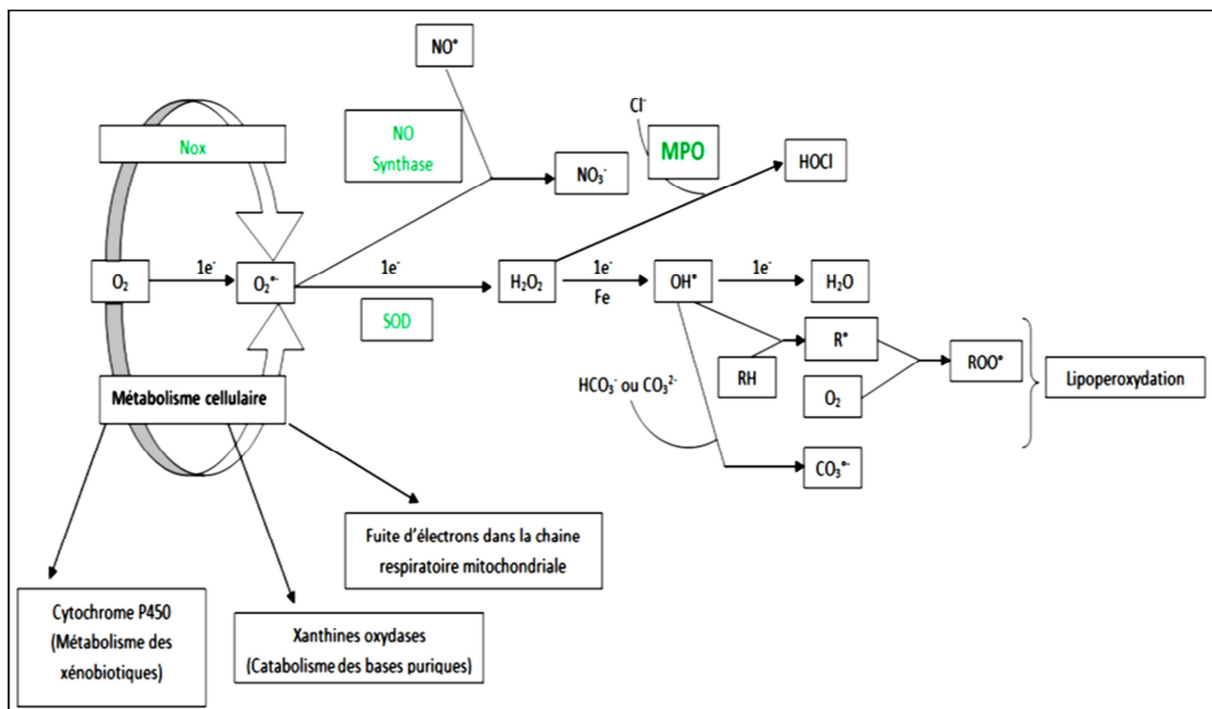 NO°
Cl⁻
Nox
NO
Synthase
MPO
HOCl
NO₃⁻
O₂
1e⁻
O₂°⁻
1e⁻
SOD
H₂O₂
1e⁻
Fe
OH°
1e⁻
H₂O
RH
R°
O₂
ROO°
Lipoperoxydation
HCO₃⁻ ou CO₃²⁻
CO₃°⁻
Métabolisme cellulaire
Fuite d'électrons dans la chaine
respiratoire mitochondriale
Cytochrome P450
(Métabolisme des
xénobiotiques)
Xanthines oxydases
(Catabolisme des bases puriques)